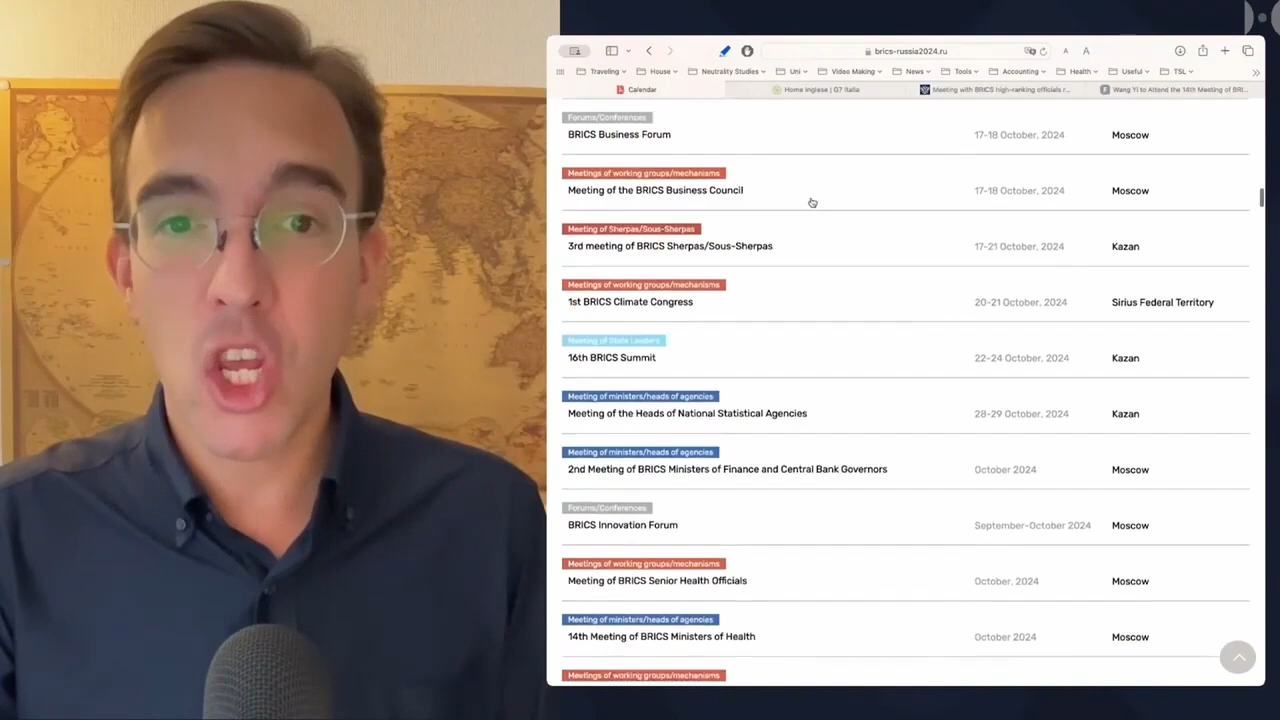 brics-russia2024.ru
A A
Traveling House Neutrality Studies Uni Video Making News Tools Accounting Health Useful TSL
Calendar Home Inglese | G7 Italia Meeting with BRICS high-ranking officials r... Wang Yi to Attend the 14th Meeting of BRI...
Forums/Conferences
BRICS Business Forum 17-18 October, 2024 Moscow
Meetings of working groups/mechanisms
Meeting of the BRICS Business Council 17-18 October, 2024 Moscow
Meeting of Sherpas/Sous-Sherpas
3rd meeting of BRICS Sherpas/Sous-Sherpas 17-21 October, 2024 Kazan
Meetings of working groups/mechanisms
1st BRICS Climate Congress 20-21 October, 2024 Sirius Federal Territory
Meeting of State Leaders
16th BRICS Summit 22-24 October, 2024 Kazan
Meeting of ministers/heads of agencies
Meeting of the Heads of National Statistical Agencies 28-29 October, 2024 Kazan
Meeting of ministers/heads of agencies
2nd Meeting of BRICS Ministers of Finance and Central Bank Governors October 2024 Moscow
Forums/Conferences
BRICS Innovation Forum September-October 2024 Moscow
Meetings of working groups/mechanisms
Meeting of BRICS Senior Health Officials October, 2024 Moscow
Meeting of ministers/heads of agencies
14th Meeting of BRICS Ministers of Health October 2024 Moscow
Meetings of working groups/mechanisms